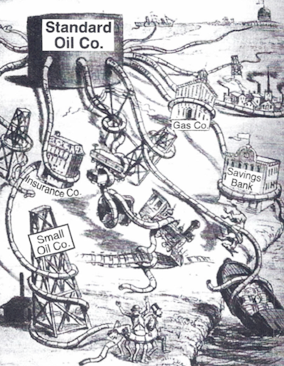 Standard
Oil Co.
Gas Co.
Savings
Bank
Insurance Co.
Small
Oil Co.